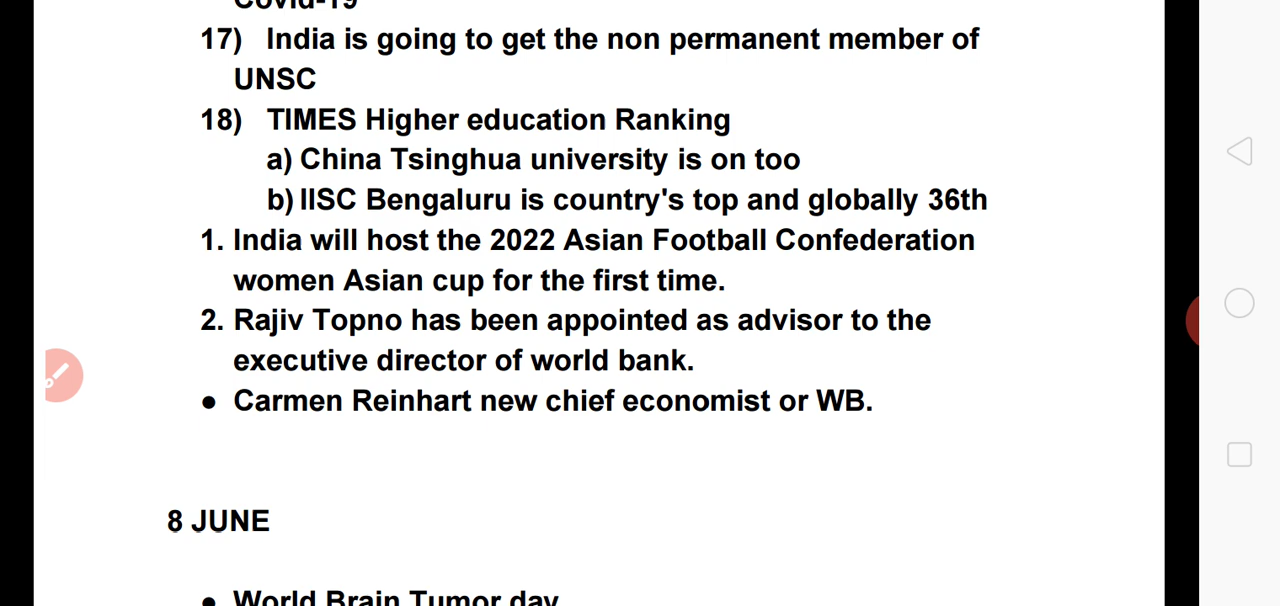 Covid-19
17) India is going to get the non permanent member of
UNSC
18) TIMES Higher education Ranking
a) China Tsinghua university is on too
b) IISC Bengaluru is country's top and globally 36th
1. India will host the 2022 Asian Football Confederation
women Asian cup for the first time.
2. Rajiv Topno has been appointed as advisor to the
executive director of world bank.
● Carmen Reinhart new chief economist or WB.
8 JUNE
● World Brain Tumor day